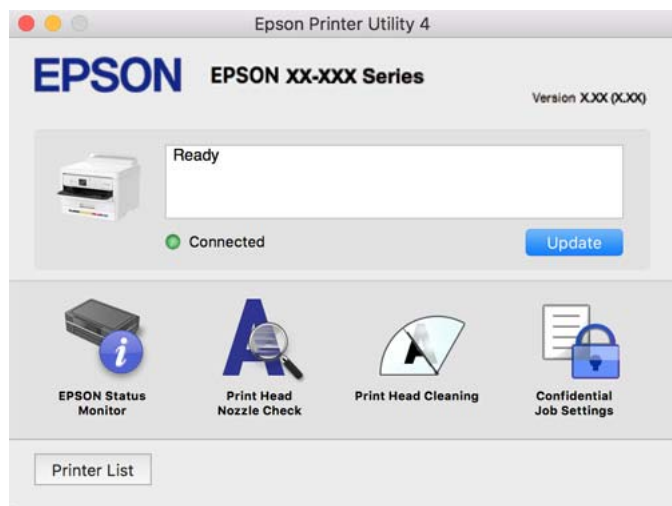 Epson Printer Utility 4
EPSON
EPSON XX-XXX Series
Version X.XX (X.XX)
Ready
Connected
Update
EPSON Status
Monitor
Print Head
Nozzle Check
Print Head Cleaning
Confidential
Job Settings
Printer List